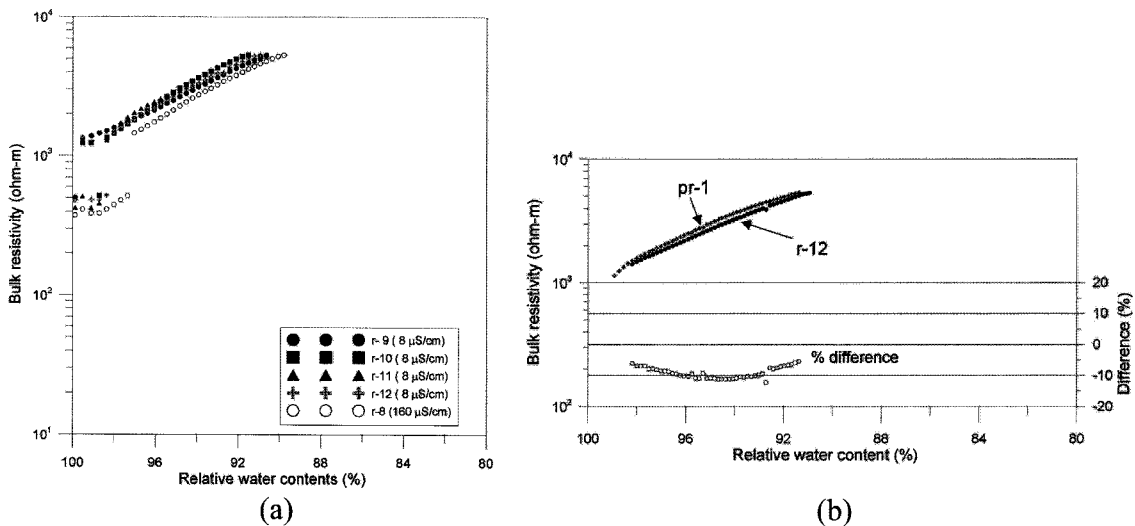 10⁴
10³
10²
10¹
Bulk resistivity (ohm-m)
100 96 92 88 84 80
Relative water contents (%)
r- 9 ( 8 µS/cm)
r-10 ( 8 µS/cm)
r-11 ( 8 µS/cm)
r-12 ( 8 µS/cm)
r-8 (160 µS/cm)
(a)
10⁴
10³
10²
Bulk resistivity (ohm-m)
pr-1
r-12
% difference
20
10
0
-10
-20
Difference (%)
100 96 92 88 84 80
Relative water content (%)
(b)